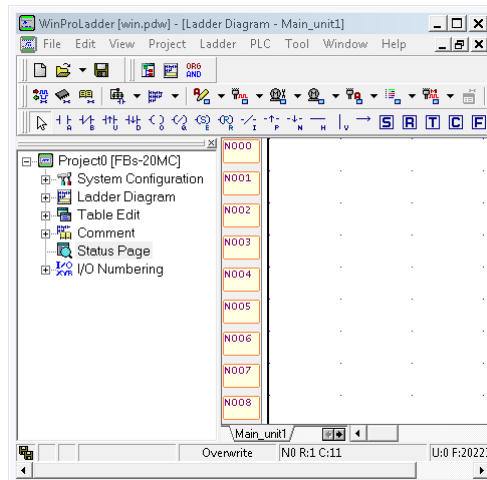 WinProLadder [win.pdw] - [Ladder Diagram - Main_unit1]
File Edit View Project Ladder PLC Tool Window Help
ORG
AND
A B U D O Q S E R I P N H V S R T C F
Project0 [FBs-20MC]
System Configuration
Ladder Diagram
Table Edit
Comment
Status Page
I/O
XYR
I/O Numbering
N000
N001
N002
N003
N004
N005
N006
N007
N008
Main_unit1
Overwrite N0 R:1 C:11 U:0 F:2022